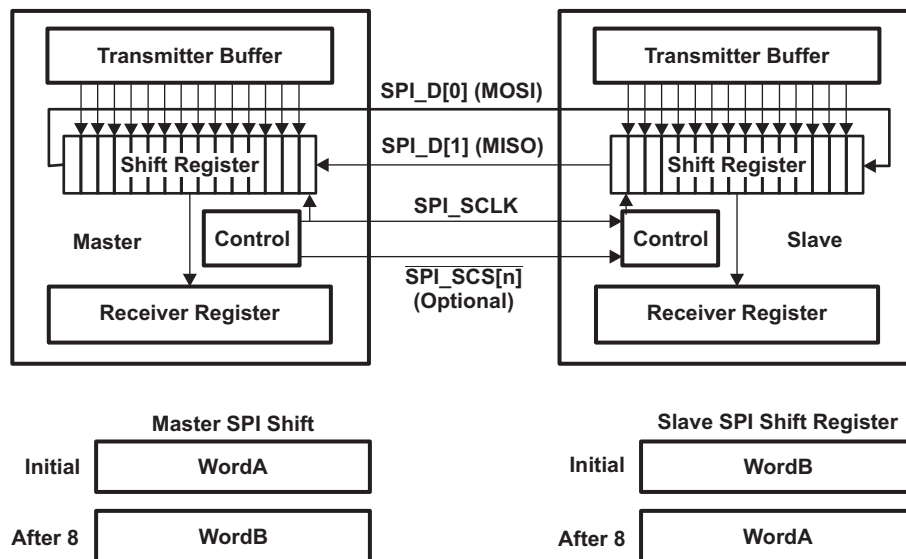 Transmitter Buffer
Transmitter Buffer
SPI_D[0] (MOSI)
Shift Register
SPI_D[1] (MISO)
Shift Register
SPI_SCLK
Master
Control
Control
Slave
SPI_SCS[n]
(Optional)
Receiver Register
Receiver Register
Master SPI Shift
Slave SPI Shift Register
Initial
WordA
Initial
WordB
After 8
WordB
After 8
WordA